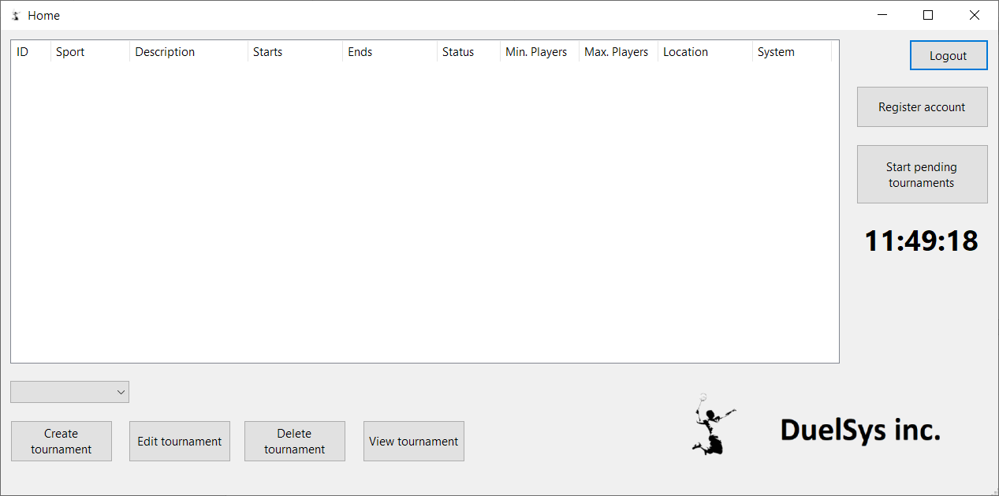 Home
ID Sport Description Starts Ends Status Min. Players Max. Players Location System
Logout
Register account
Start pending
tournaments
11:49:18
Create
tournament
Edit tournament
Delete
tournament
View tournament
DuelSys inc.